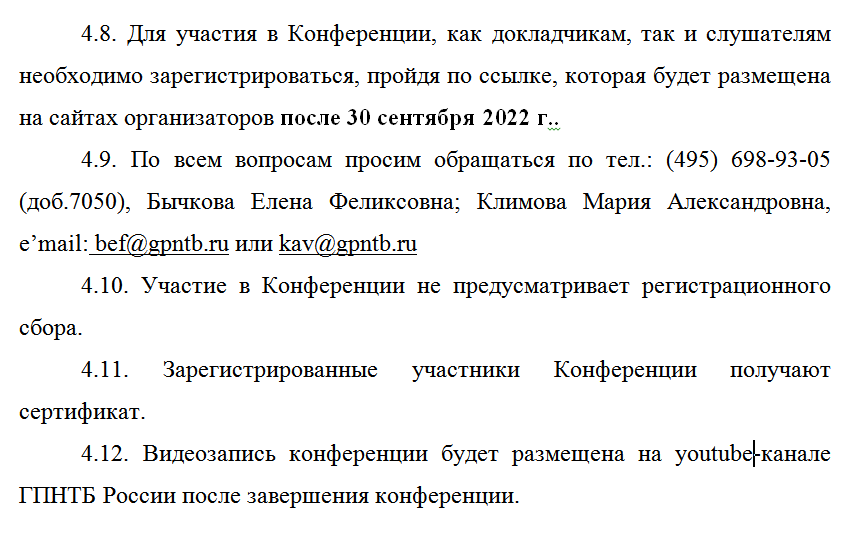 4.8. Для участия в Конференции, как докладчикам, так и слушателям
необходимо зарегистрироваться, пройдя по ссылке, которая будет размещена
на сайтах организаторов после 30 сентября 2022 г..
4.9. По всем вопросам просим обращаться по тел.: (495) 698-93-05
(доб.7050), Бычкова Елена Феликсовна; Климова Мария Александровна,
e’mail: bef@gpntb.ru или kav@gpntb.ru
4.10. Участие в Конференции не предусматривает регистрационного
сбора.
4.11. Зарегистрированные участники Конференции получают
сертификат.
4.12. Видеозапись конференции будет размещена на youtube-канале
ГПНТБ России после завершения конференции.